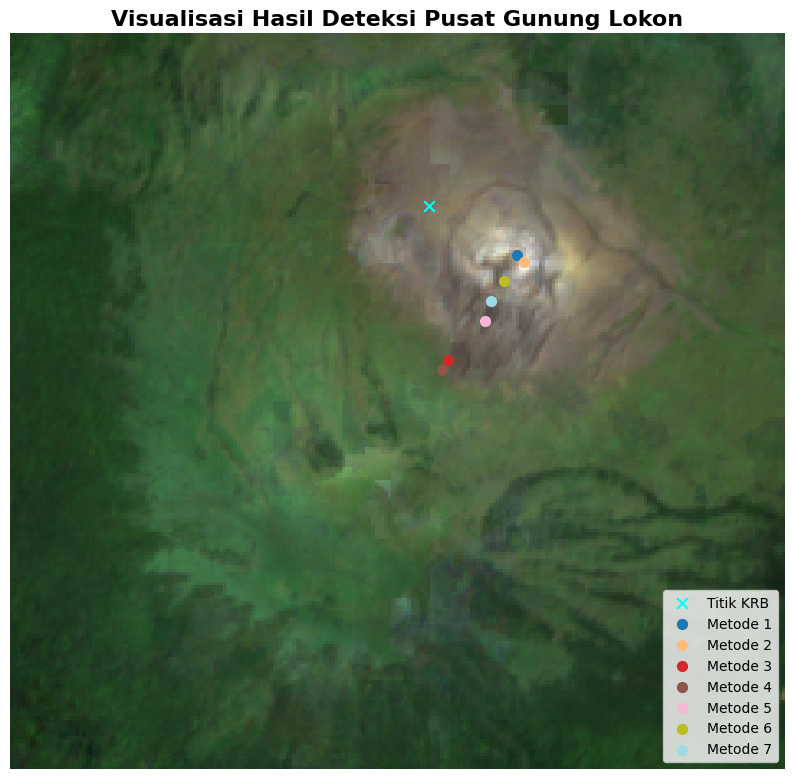 Visualisasi Hasil Deteksi Pusat Gunung Lokon
Titik KRB
Metode 1
Metode 2
Metode 3
Metode 4
Metode 5
Metode 6
Metode 7